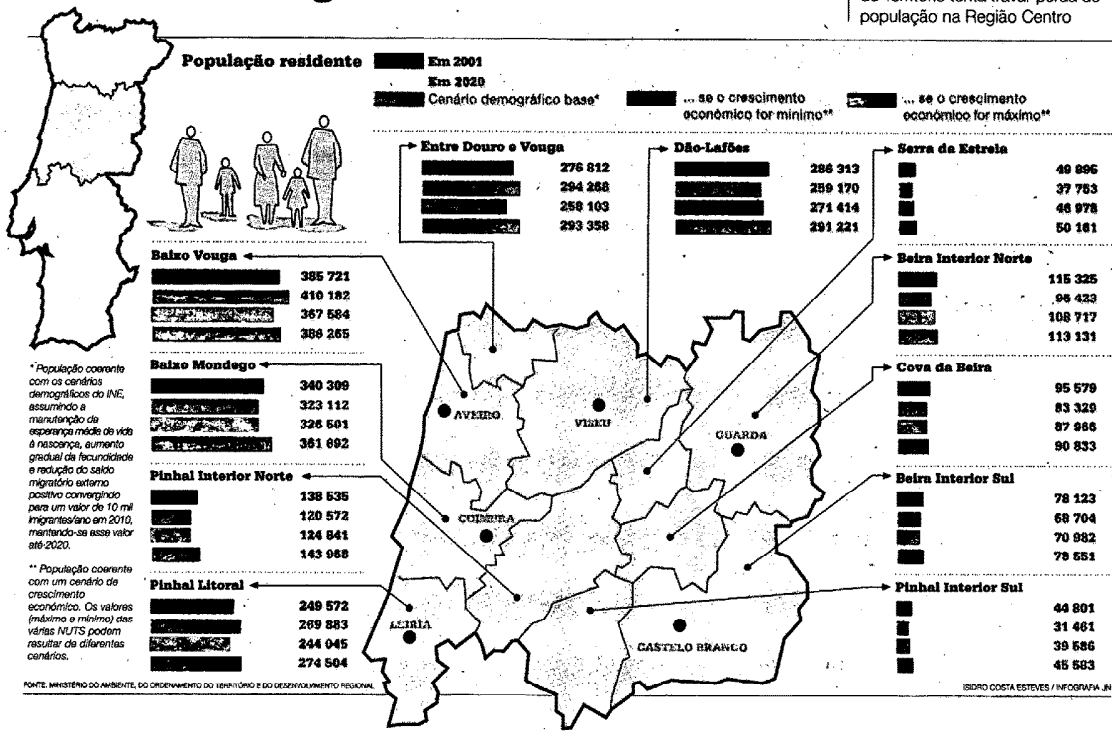 população na Região Centro
População residente
Em 2001
Em 2020
Cenário demográfico base*
... se o crescimento
económico for mínimo**
... se o crescimento
económico for máximo**
Entre Douro e Vouga
276 812
294 268
258 103
293 358
Dão-Lafões
286 313
259 170
271 414
291 221
Serra da Estrela
49 896
37 753
46 978
50 161
Baixo Vouga
385 721
410 182
367 584
386 265
Beira Interior Norte
115 325
96 423
108 717
113 131
Baixo Mondego
340 309
323 112
326 501
361 692
Cova da Beira
95 579
83 329
87 966
90 833
Pinhal Interior Norte
138 535
120 572
124 841
143 968
Beira Interior Sul
78 123
68 704
70 982
78 551
Pinhal Litoral
249 572
269 883
244 045
274 504
Pinhal Interior Sul
44 801
31 461
39 586
45 583
AVEIRO
VISEU
GUARDA
COIMBRA
LEIRIA
CASTELO BRANCO
* População coerente
com os cenários
demográficos do INE,
assumindo a
manutenção da
esperança média de vida
à nascença, aumento
gradual da fecundidade
e redução do saldo
migratório externo
positivo convergindo
para um valor de 10 mil
imigrantes/ano em 2010,
mantendo-se esse valor
até 2020.
** População coerente
com um cenário de
crescimento
económico. Os valores
(máximo e mínimo) das
várias NUTS podem
resultar de diferentes
cenários.
FONTE: MINISTÉRIO DO AMBIENTE, DO ORDENAMENTO DO TERRITÓRIO E DO DESENVOLVIMENTO REGIONAL
ISIDRO COSTA ESTEVES / INFOGRAFIA JN